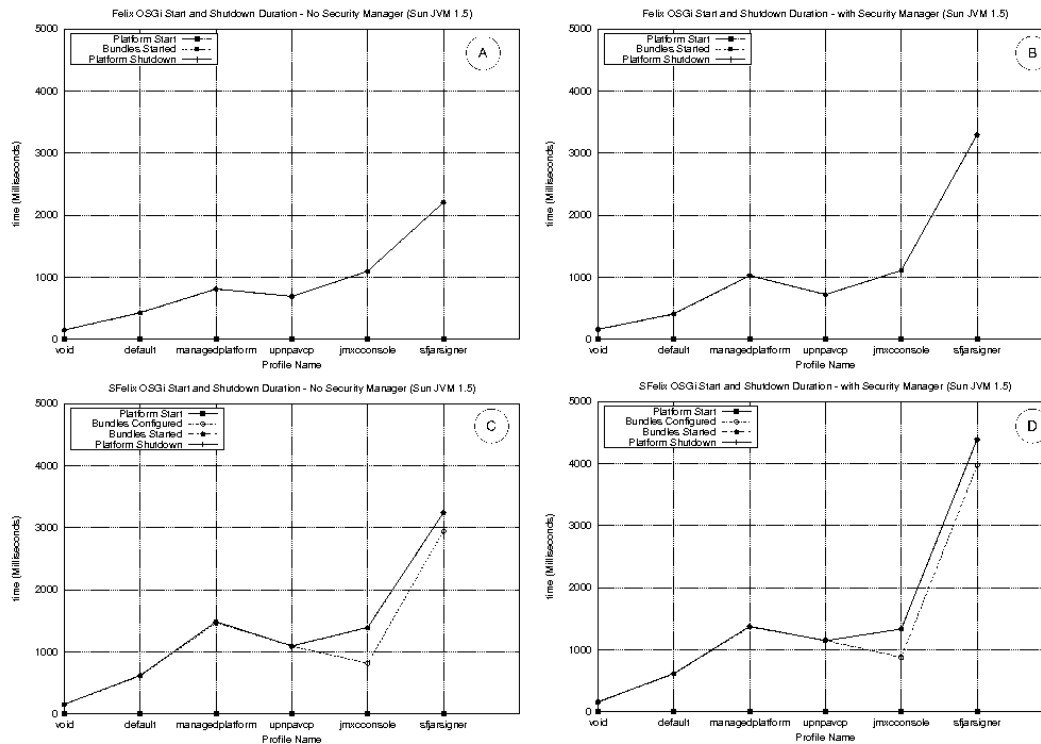 Felix OSGi Start and Shutdown Duration - No Security Manager (Sun JVM 1.5)
Platform Start
Bundles Started
Platform Shutdown
A
5000
4000
3000
2000
1000
0
time (Milliseconds)
void
default
managedplatform
upnpavcp
jmxconsole
sfjarsigner
Profile Name
Felix OSGi Start and Shutdown Duration - with Security Manager (Sun JVM 1.5)
Platform Start
Bundles Started
Platform Shutdown
B
5000
4000
3000
2000
1000
0
time (Milliseconds)
void
default
managedplatform
upnpavcp
jmxconsole
sfjarsigner
Profile Name
SFelix OSGi Start and Shutdown Duration - No Security Manager (Sun JVM 1.5)
Platform Start
Bundles Configured
Bundles Started
Platform Shutdown
C
5000
4000
3000
2000
1000
0
time (Milliseconds)
void
default
managedplatform
upnpavcp
jmxconsole
sfjarsigner
Profile Name
SFelix OSGi Start and Shutdown Duration - with Security Manager (Sun JVM 1.5)
Platform Start
Bundles Configured
Bundles Started
Platform Shutdown
D
5000
4000
3000
2000
1000
0
time (Milliseconds)
void
default
managedplatform
upnpavcp
jmxconsole
sfjarsigner
Profile Name